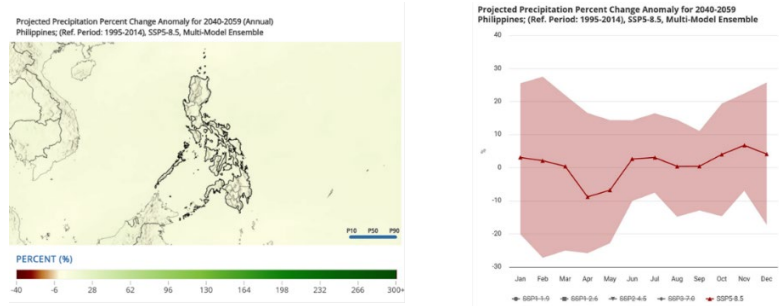 Projected Precipitation Percent Change Anomaly for 2040-2059 (Annual)
Philippines; (Ref. Period: 1995-2014), SSP5-8.5, Multi-Model Ensemble
P10 P50 P90
PERCENT (%)
-40 -6 28 62 96 130 164 198 232 266 300+
Projected Precipitation Percent Change Anomaly for 2040-2059
Philippines; (Ref. Period: 1995-2014), SSP5-8.5, Multi-Model Ensemble
40
30
20
10
0
-10
-20
-30
%
Jan Feb Mar Apr May Jun Jul Aug Sep Oct Nov Dec
SSP1-1.9 SSP1-2.6 SSP2-4.5 SSP3-7.0 SSP5-8.5